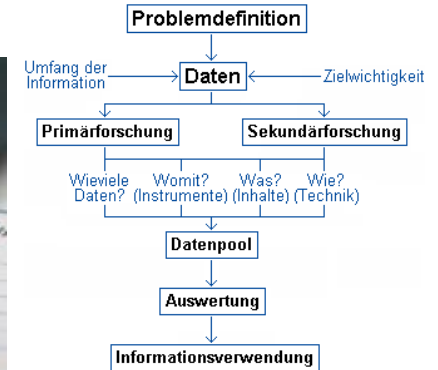 Problemdefinition
Umfang der
Information
Daten
Zielwichtigkeit
Primärforschung
Sekundärforschung
Wieviele
Daten?
Womit?
(Instrumente)
Was?
(Inhalte)
Wie?
(Technik)
Datenpool
Auswertung
Informationsverwendung